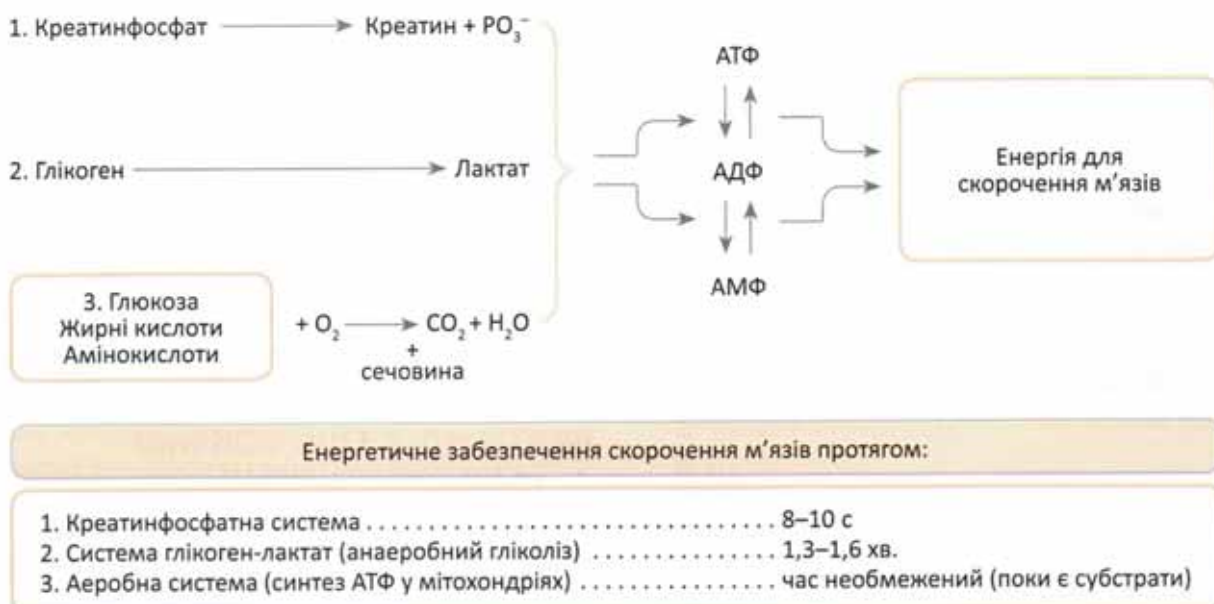 1. Креатинфосфат → Креатин + PO₃⁻
АТФ
2. Глікоген → Лактат
АДФ
Енергія для
скорочення м’язів
АМФ
3. Глюкоза
Жирні кислоти
Амінокислоти
+ O₂ → CO₂ + H₂O
+
сечовина
Енергетичне забезпечення скорочення м’язів протягом:
1. Креатинфосфатна система . . . . . . . . . . . . . . . . . . . . . . . . . . . . . . . 8–10 с
2. Система глікоген-лактат (анаеробний гліколіз) . . . . . . . . . . . . . . 1,3–1,6 хв.
3. Аеробна система (синтез АТФ у мітохондріях) . . . . . . . . . . . . . . . час необмежений (поки є субстрати)